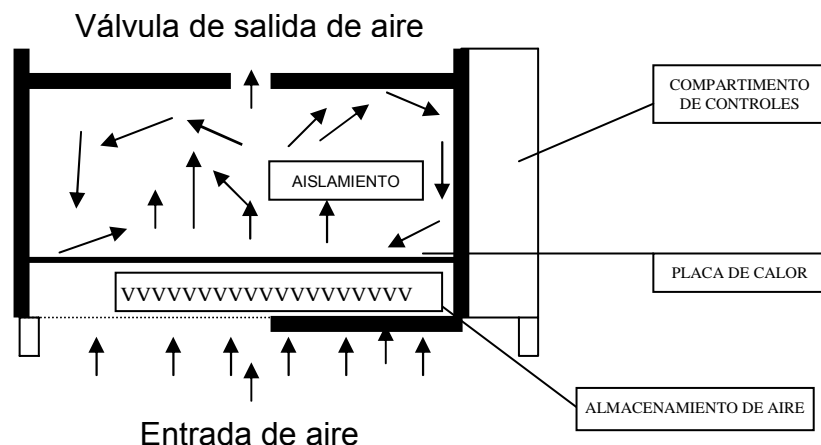 Válvula de salida de aire
COMPARTIMENTO
DE CONTROLES
AISLAMIENTO
PLACA DE CALOR
VVVVVVVVVVVVVVVVVVV
ALMACENAMIENTO DE AIRE
Entrada de aire